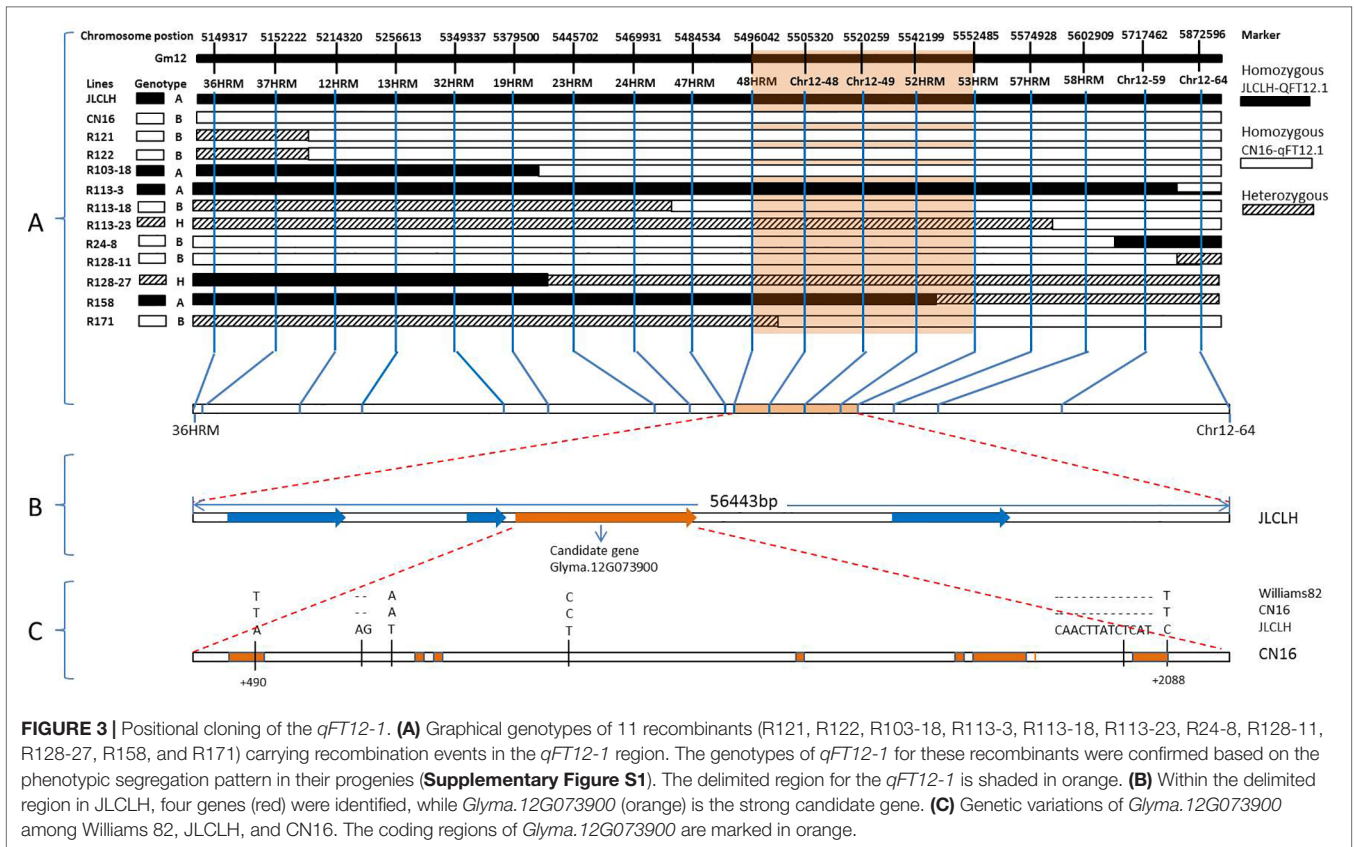 Chromosome postion 5149317 5152222 5214320 5256613 5349337 5379500 5445702 5469931 5484534 5496042 5505320 5520259 5542199 5552485 5574928 5602909 5717462 5872596 Marker
Gm12
Lines Genotype 36HRM 37HRM 12HRM 13HRM 32HRM 19HRM 23HRM 24HRM 47HRM 48HRM Chr12-48 Chr12-49 52HRM 53HRM 57HRM 58HRM Chr12-59 Chr12-64
Homozygous
JLCLH-QFT12.1
Homozygous
CN16-qFT12.1
Heterozygous
JLCLH A
CN16 B
R121 B
R122 B
R103-18 A
R113-3 A
R113-18 B
R113-23 H
R24-8 B
R128-11 B
R128-27 H
R158 A
R171 B
A
36HRM Chr12-64
B
56443bp
JLCLH
Candidate gene
Glyma.12G073900
C
T -- A C ------------- T Williams82
T -- A C ------------- T CN16
A AG T T CAACTTATCTCAT C JLCLH
CN16
+490 +2088
FIGURE 3 | Positional cloning of the qFT12-1. (A) Graphical genotypes of 11 recombinants (R121, R122, R103-18, R113-3, R113-18, R113-23, R24-8, R128-11,
R128-27, R158, and R171) carrying recombination events in the qFT12-1 region. The genotypes of qFT12-1 for these recombinants were confirmed based on the
phenotypic segregation pattern in their progenies (Supplementary Figure S1). The delimited region for the qFT12-1 is shaded in orange. (B) Within the delimited
region in JLCLH, four genes (red) were identified, while Glyma.12G073900 (orange) is the strong candidate gene. (C) Genetic variations of Glyma.12G073900
among Williams 82, JLCLH, and CN16. The coding regions of Glyma.12G073900 are marked in orange.